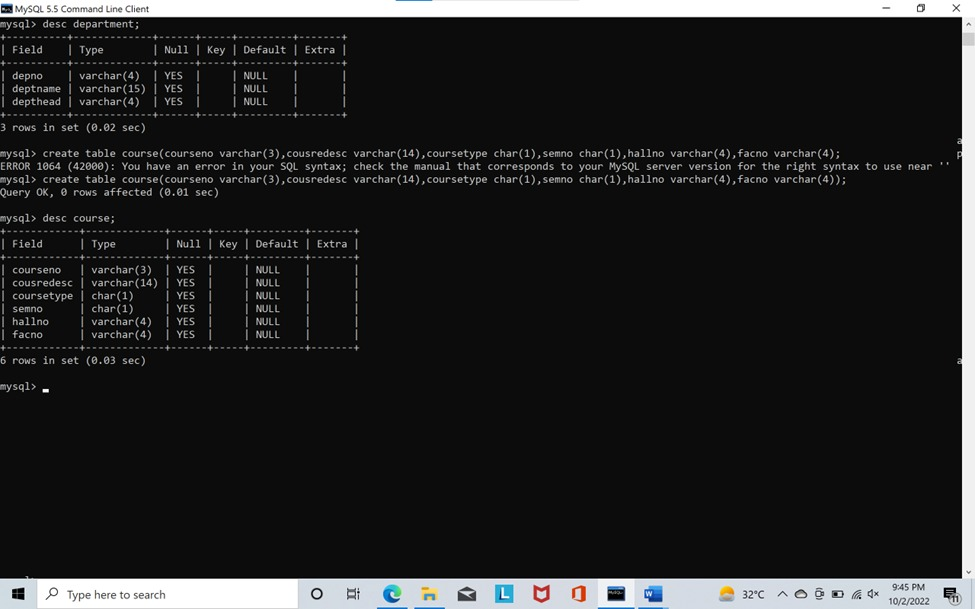 MySQL 5.5 Command Line Client
mysql> desc department;
+----------+-------------+------+-----+---------+-------+
| Field    | Type        | Null | Key | Default | Extra |
+----------+-------------+------+-----+---------+-------+
| depno    | varchar(4)  | YES  |     | NULL    |       |
| deptname | varchar(15) | YES  |     | NULL    |       |
| depthead | varchar(4)  | YES  |     | NULL    |       |
+----------+-------------+------+-----+---------+-------+
3 rows in set (0.02 sec)
mysql> create table course(courseno varchar(3),cousredesc varchar(14),coursetype char(1),semno char(1),hallno varchar(4),facno varchar(4);
ERROR 1064 (42000): You have an error in your SQL syntax; check the manual that corresponds to your MySQL server version for the right syntax to use near ''
mysql> create table course(courseno varchar(3),cousredesc varchar(14),coursetype char(1),semno char(1),hallno varchar(4),facno varchar(4));
Query OK, 0 rows affected (0.01 sec)
mysql> desc course;
+------------+-------------+------+-----+---------+-------+
| Field      | Type        | Null | Key | Default | Extra |
+------------+-------------+------+-----+---------+-------+
| courseno   | varchar(3)  | YES  |     | NULL    |       |
| cousredesc | varchar(14) | YES  |     | NULL    |       |
| coursetype | char(1)     | YES  |     | NULL    |       |
| semno      | char(1)     | YES  |     | NULL    |       |
| hallno     | varchar(4)  | YES  |     | NULL    |       |
| facno      | varchar(4)  | YES  |     | NULL    |       |
+------------+-------------+------+-----+---------+-------+
6 rows in set (0.03 sec)
mysql>
Type here to search
32°C
9:45 PM
10/2/2022